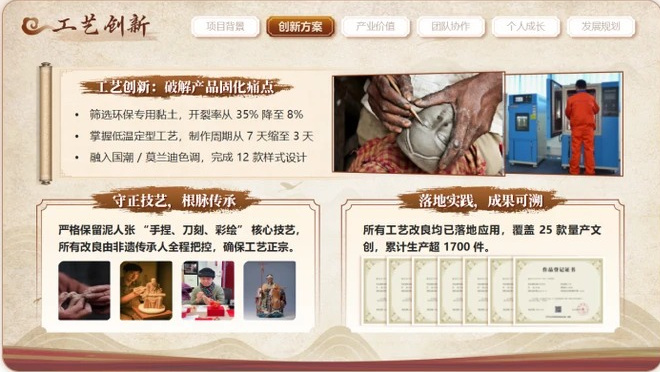 工艺创新
项目背景
创新方案
产业价值
团队协作
个人成长
发展规划
工艺创新：破解产品固化痛点
• 筛选环保专用黏土，开裂率从 35% 降至 8%
• 掌握低温定型工艺，制作周期从 7 天缩至 3 天
• 融入国潮 / 莫兰迪色调，完成 12 款样式设计
守正技艺，根脉传承
严格保留泥人张 “手捏、刀刻、彩绘” 核心技艺，
所有改良由非遗传承人全程把控，确保工艺正宗。
落地实践，成果可溯
所有工艺改良均已落地应用，覆盖 25 款量产文
创，累计生产超 1700 件。
作品登记证书